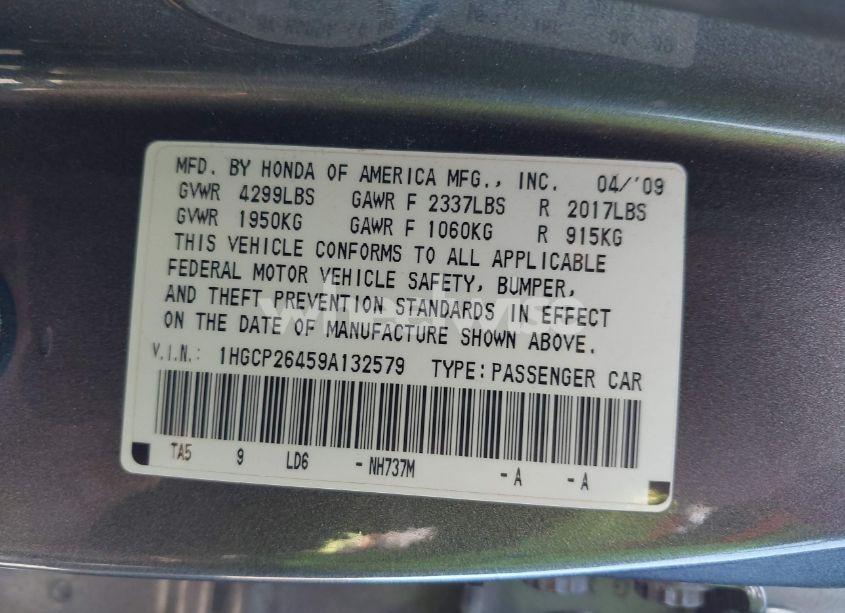 MFD. BY HONDA OF AMERICA MFG., INC. 04/'09
GVWR 4299LBS GAWR F 2337LBS R 2017LBS
GVWR 1950KG GAWR F 1060KG R 915KG
THIS VEHICLE CONFORMS TO ALL APPLICABLE
FEDERAL MOTOR VEHICLE SAFETY, BUMPER,
AND THEFT PREVENTION STANDARDS IN EFFECT
ON THE DATE OF MANUFACTURE SHOWN ABOVE.
V.I.N.: 1HGCP26459A132579 TYPE: PASSENGER CAR
TA5 9 LD6 - NH737M - A - A
wheelwise